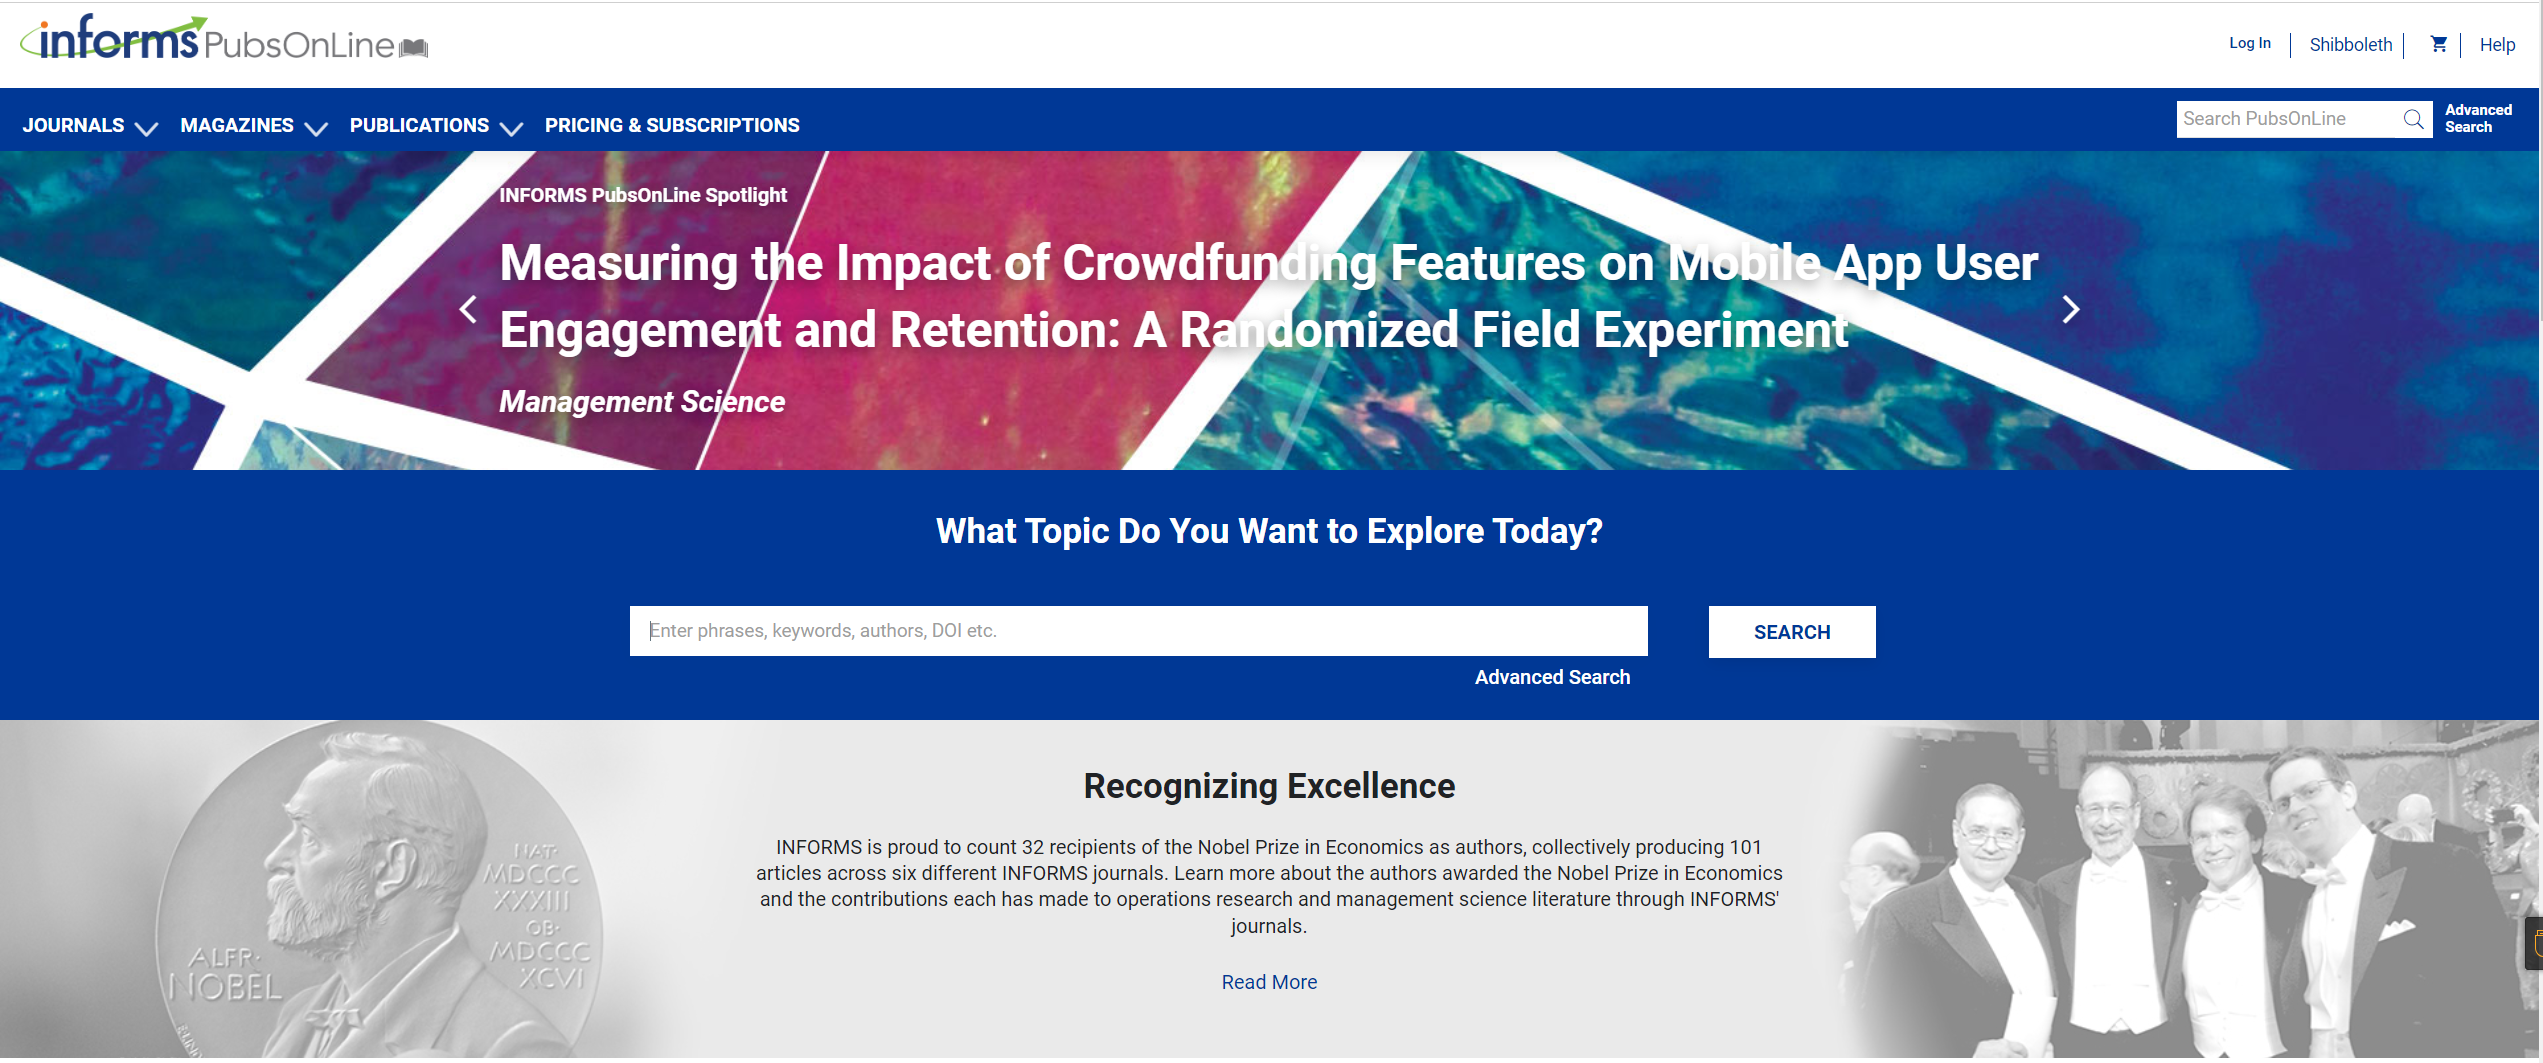 informs PubsOnLine
Log In
Shibboleth
Help
JOURNALS
MAGAZINES
PUBLICATIONS
PRICING & SUBSCRIPTIONS
Search PubsOnLine
Advanced
Search
INFORMS PubsOnLine Spotlight
Measuring the Impact of Crowdfunding Features on Mobile App User
Engagement and Retention: A Randomized Field Experiment
Management Science
What Topic Do You Want to Explore Today?
Enter phrases, keywords, authors, DOI etc.
SEARCH
Advanced Search
Recognizing Excellence
INFORMS is proud to count 32 recipients of the Nobel Prize in Economics as authors, collectively producing 101
articles across six different INFORMS journals. Learn more about the authors awarded the Nobel Prize in Economics
and the contributions each has made to operations research and management science literature through INFORMS'
journals.
Read More
ALFR·
NOBEL
NAT·
MDCCC
XXXIII
OB·
MDCCC
XCVI